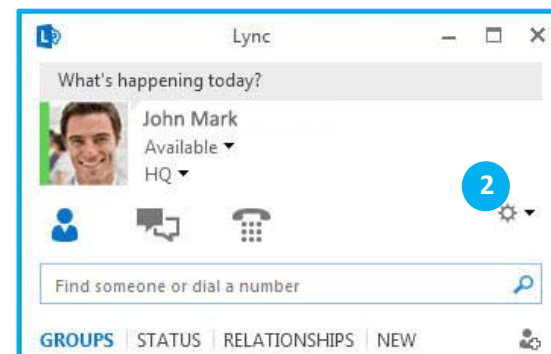 Lync
What's happening today?
John Mark
Available
HQ
2
Find someone or dial a number
GROUPS STATUS RELATIONSHIPS NEW